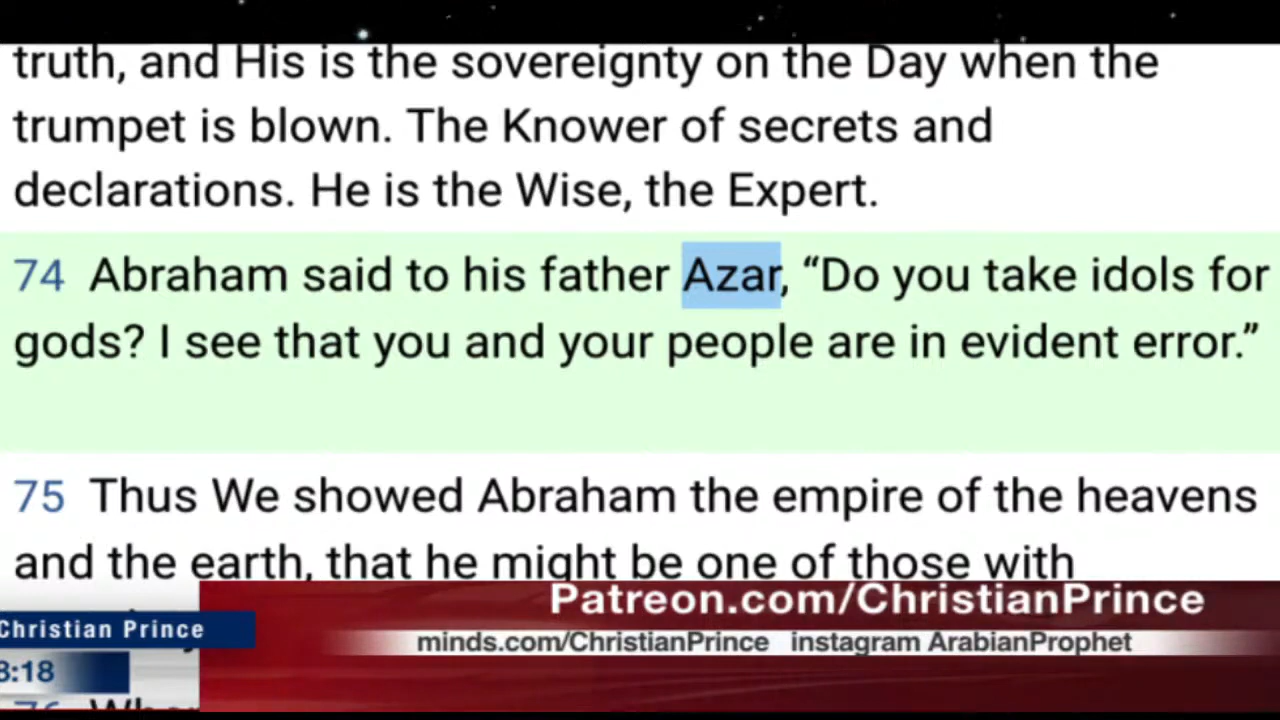 truth, and His is the sovereignty on the Day when the
trumpet is blown. The Knower of secrets and
declarations. He is the Wise, the Expert.
74 Abraham said to his father Azar, “Do you take idols for
gods? I see that you and your people are in evident error.”
75 Thus We showed Abraham the empire of the heavens
and the earth, that he might be one of those with
Patreon.com/ChristianPrince
Christian Prince
minds.com/ChristianPrince instagram ArabianProphet
8:18